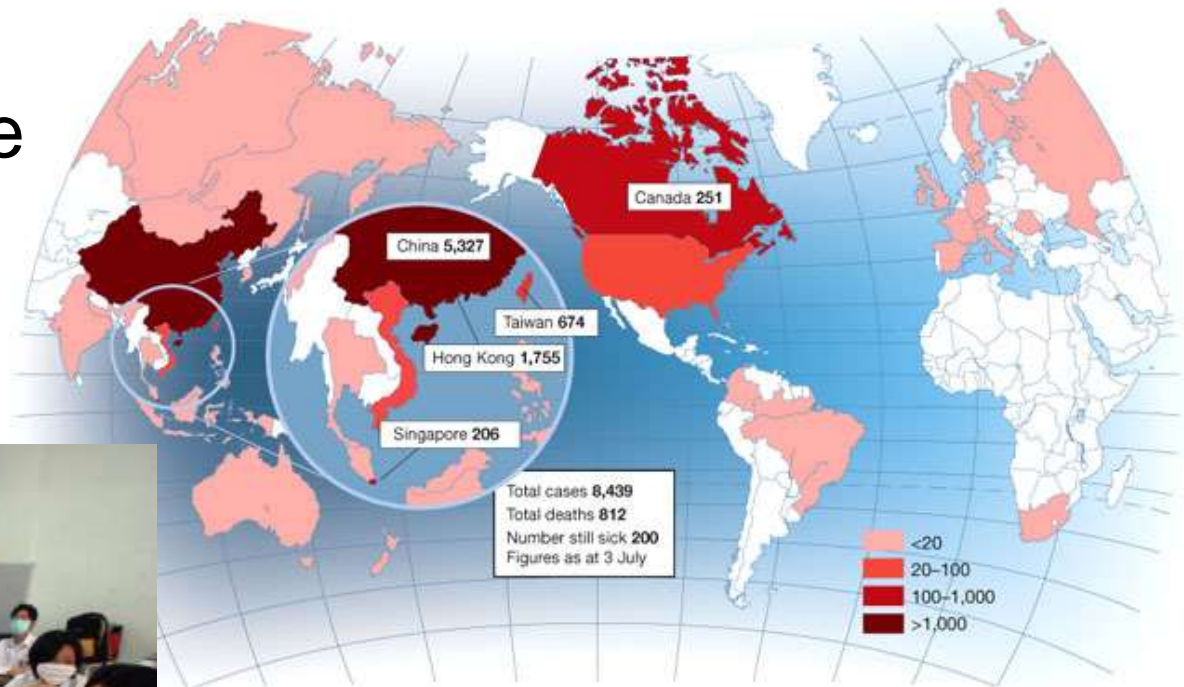 e
Canada 251
China 5,327
Taiwan 674
Hong Kong 1,755
Singapore 206
Total cases 8,439
Total deaths 812
Number still sick 200
Figures as at 3 July
<20
20–100
100–1,000
>1,000